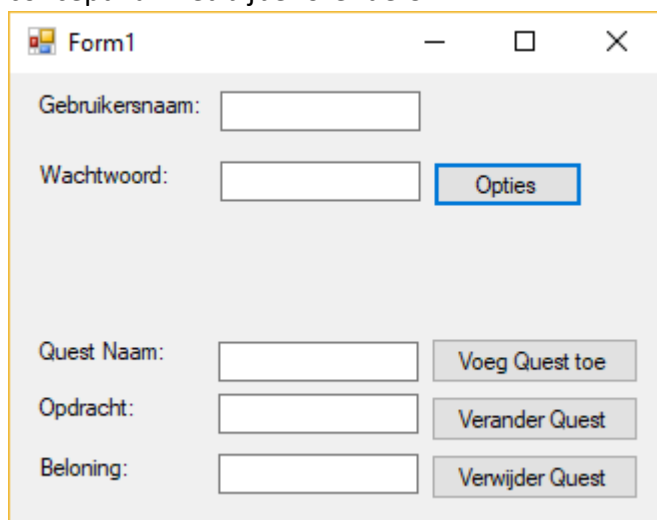 Form1
Gebruikersnaam:
Wachtwoord:
Opties
Quest Naam:
Voeg Quest toe
Opdracht:
Verander Quest
Beloning:
Verwijder Quest